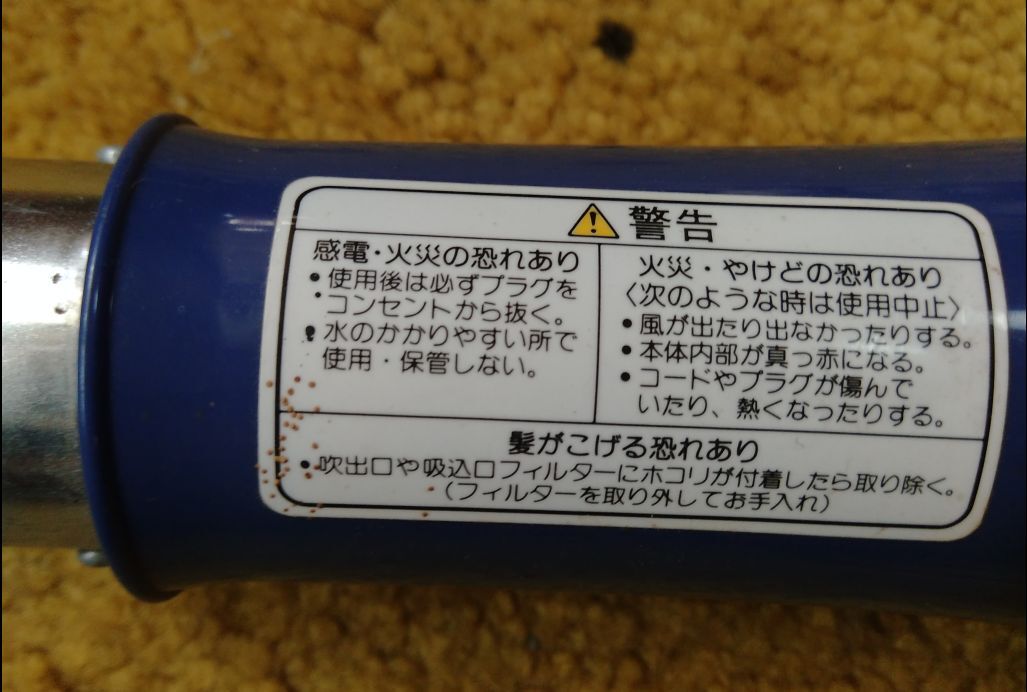 警告
感電・火災の恐れあり
•使用後は必ずプラグを
コンセントから抜く。
•水のかかりやすい所で
使用・保管しない。
火災・やけどの恐れあり
〈次のような時は使用中止〉
•風が出たり出なかったりする。
•本体内部が真っ赤になる。
•コードやプラグが傷んで
いたり、熱くなったりする。
髪がこげる恐れあり
•吹出口や吸込口フィルターにホコリが付着したら取り除く。
（フィルターを取り外してお手入れ）